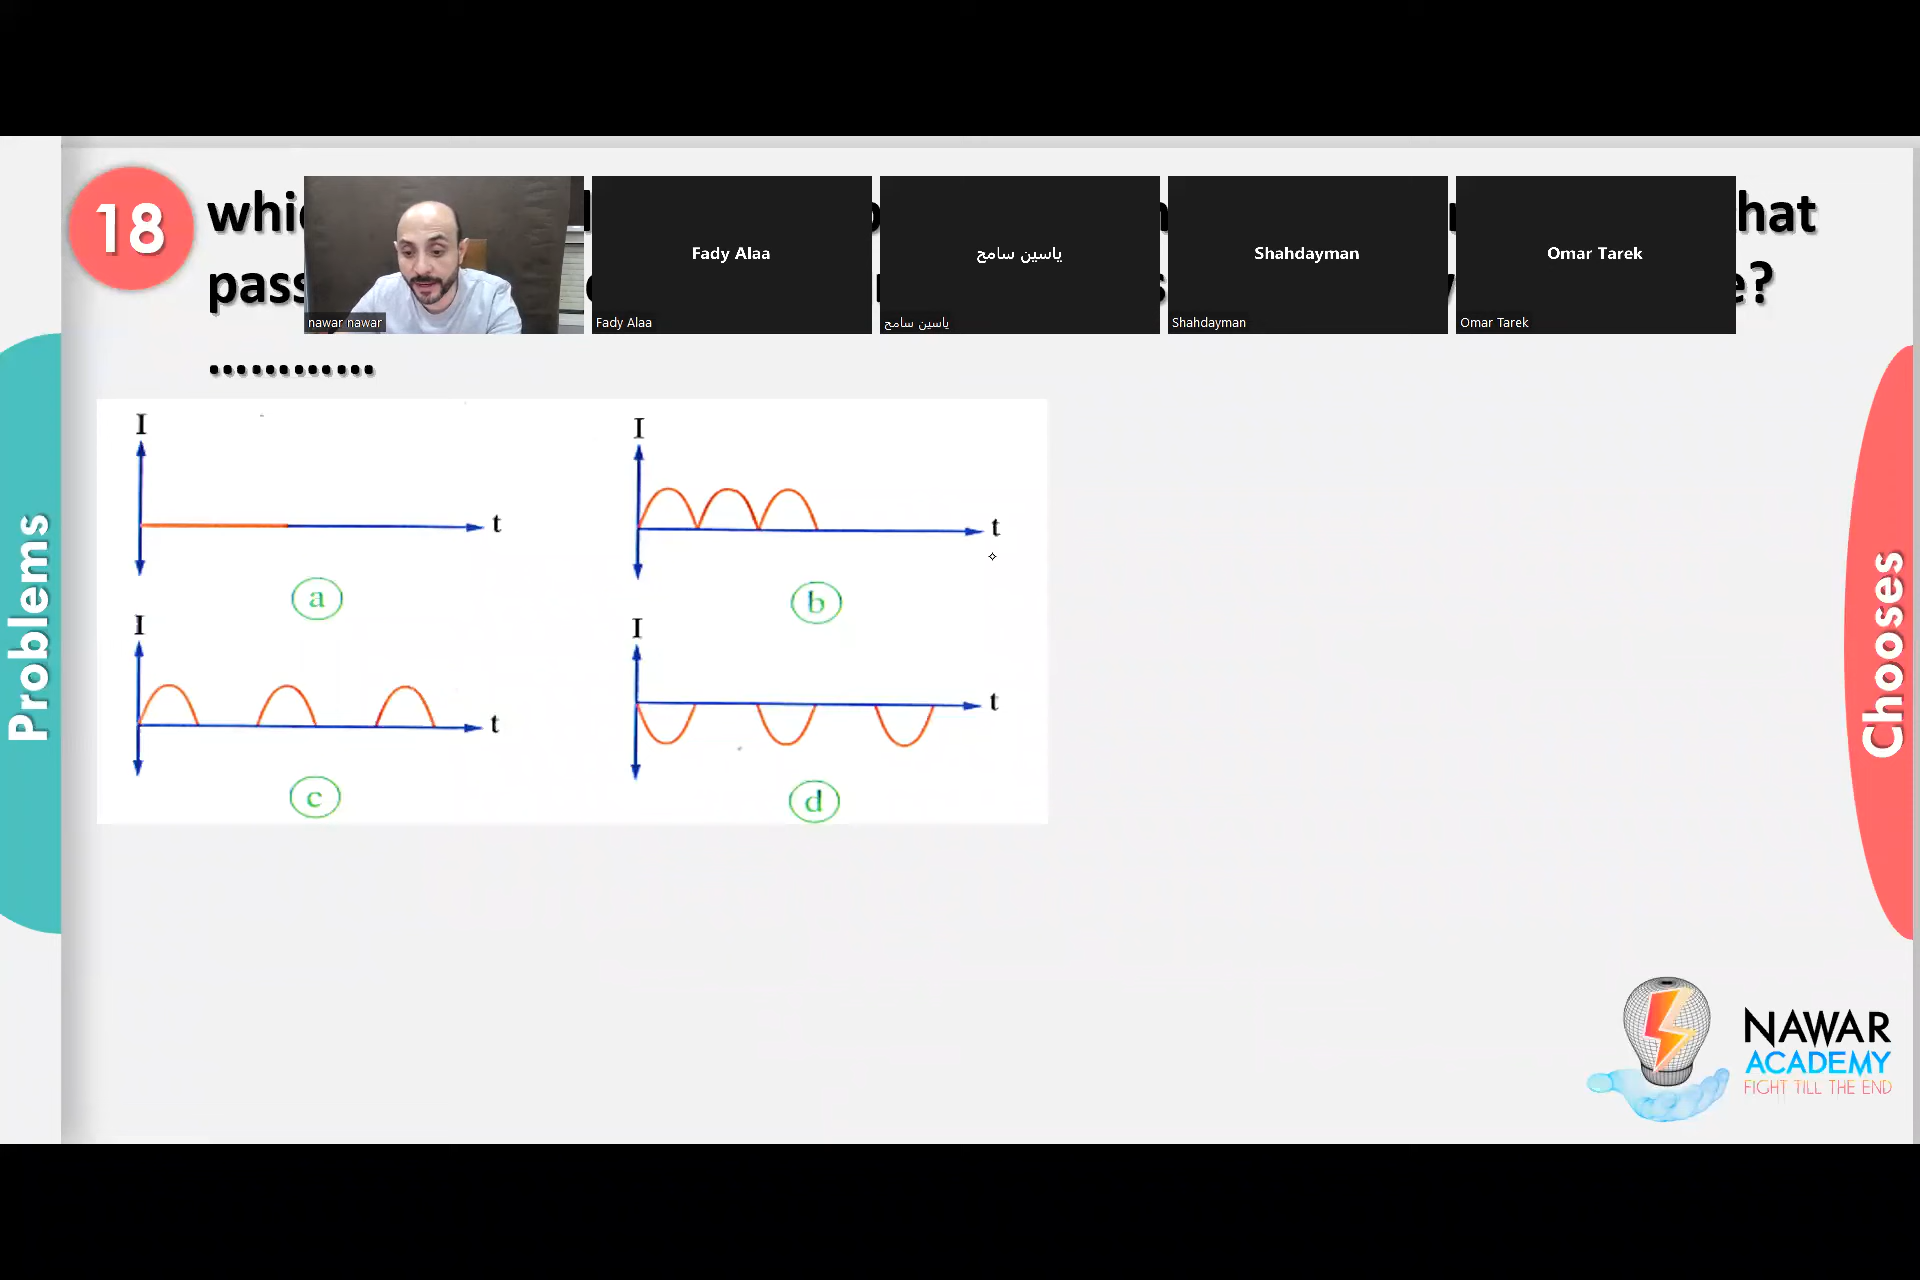 18
hat
pass
e?
............
nawar nawar
Fady Alaa
Fady Alaa
ياسين سامح
ياسين سامح
Shahdayman
Shahdayman
Omar Tarek
Omar Tarek
I
t
a
I
t
b
I
t
c
I
t
d
Problems
Chooses
NAWAR
ACADEMY
FIGHT TILL THE END